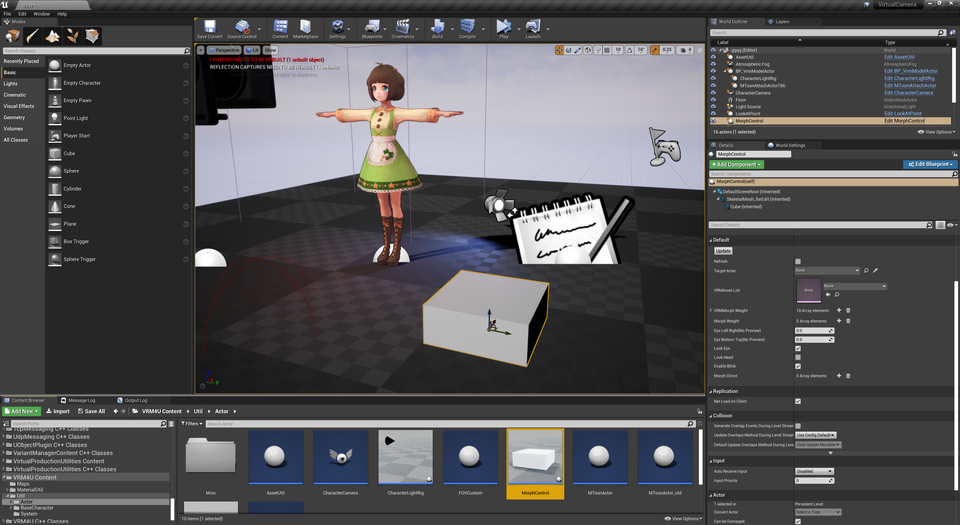 VirtualCamera
File Edit Window Help
Modes
Search Classes
Recently Placed
Basic
Lights
Cinematic
Visual Effects
Geometry
Volumes
All Classes
Empty Actor
Empty Character
Empty Pawn
Point Light
Player Start
Cube
Sphere
Cylinder
Cone
Plane
Box Trigger
Sphere Trigger
Save Current
Source Control
Content
Marketplace
Settings
Blueprints
Cinematics
Compile
Play
Launch
Perspective
Lit
Show
LIGHTING NEEDS TO BE REBUILT (1 unbuilt object)
REFLECTION CAPTURES NEED TO BE REBUILT (1 unbuilt)
World Outliner
Layers
Search...
Label
Type
(Editor)
AssetUtil
Edit AssetUtil
Atmospheric Fog
AtmosphericFog
BP_VrmModelActor
Edit BP_VrmModelActor
CharacterLightRig
Edit CharacterLightRig
MToonAttachActor186
Edit MToonAttachActor
CharacterCamera
Edit CharacterCamera
Floor
StaticMeshActor
Light Source
DirectionalLight
LookAtPoint
Edit LookAtPoint
MorphControl
Edit MorphControl
16 actors (1 selected)
View Options
Details
World Settings
MorphControl
Add Component
Edit Blueprint
Search Components
MorphControl(self)
DefaultSceneRoot (Inherited)
SkeletalMesh_forEdit (Inherited)
Cube (Inherited)
Search Details
Default
Update
Refresh
Target Actor
None
VRMAsset List
None
None
VRMMorph Weight
18 Array elements
Morph Weight
0 Array elements
Eye Left Right(No Preview)
0.0
Eye Bottom Top(No Preview)
0.0
Look Eye
Look Head
Enable Blink
Morph Direct
0 Array elements
Replication
Net Load on Client
Collision
Generate Overlap Events During Level Stream
Update Overlaps Method During Level Stream
Use Config Default
Default Update Overlaps Method During Level
Only Update Movable
Input
Auto Receive Input
Disabled
Input Priority
0
Actor
1 selected in
Persistent Level
Convert Actor
Select a Type
Can be Damaged
Content Browser
Message Log
Output Log
Add New
Import
Save All
VRM4U Content
Util
Actor
Search Paths
Filters
Search Actor
TcpMessaging C++ Classes
UdpMessaging C++ Classes
UObjectPlugin C++ Classes
VariantManagerContent C++ Classes
VirtualProductionUtilities Content
VirtualProductionUtilities C++ Classes
VRM4U Content
Maps
MaterialUtil
Util
Actor
BaseCharacter
System
VRM4U C++ Classes
Misc
AssetUtil
CharacterCamera
CharacterLightRig
FOVCustom
MorphControl
MToonActor
MToonAttachActor
MToonAttachActor_old
10 items (1 selected)
View Options